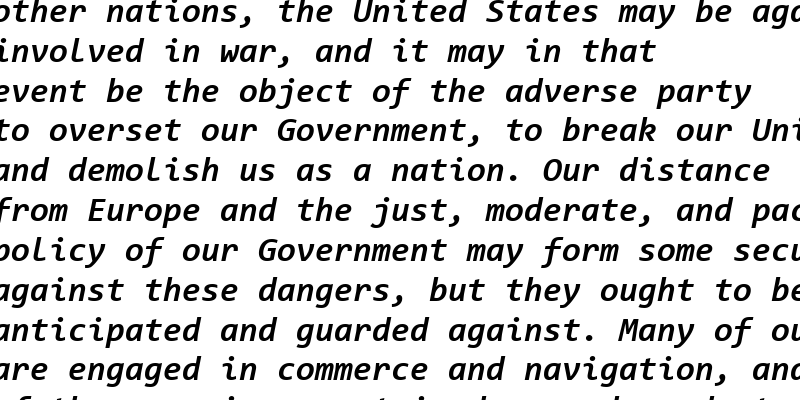 other nations, the United States may be aga
involved in war, and it may in that
event be the object of the adverse party
to overset our Government, to break our Uni
and demolish us as a nation. Our distance
from Europe and the just, moderate, and pac
policy of our Government may form some secu
against these dangers, but they ought to be
anticipated and guarded against. Many of ou
are engaged in commerce and navigation, and